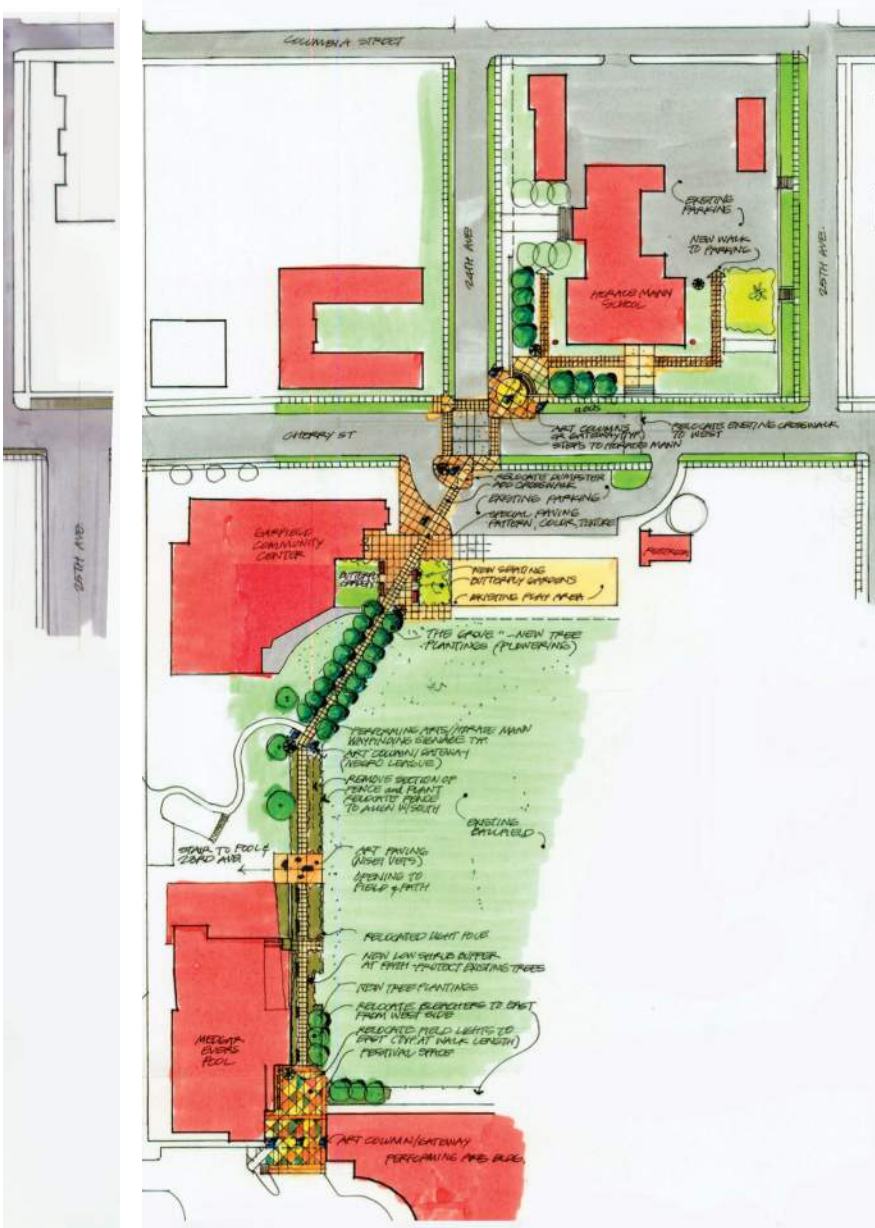 COLUMBIA STREET
24TH AVE
25TH AVE.
25TH AVE.
EXISTING
PARKING
NEW WALK
TO PARKING
HORACE MANN
SCHOOL
CHERRY ST
ART COLUMNS
OR GATEWAY (TYP)
STEPS TO HORACE MANN
RELOCATE EXISTING CROSSWALK
TO WEST
RELOCATE DUMPSTER
ADD CROSSWALK
EXISTING PARKING
SPECIAL PAVING
PATTERN, COLOR, TEXTURE
GARFIELD
COMMUNITY
CENTER
BUTTERFLY
GARDEN
RESTROOM
NEW SEATING
BUTTERFLY GARDENS
EXISTING PLAY AREA
"THE GROVE" - NEW TREE
PLANTINGS (FLOWERING)
PERFORMING ARTS/HORACE MANN
WAYFINDING SIGNAGE TYP.
ART COLUMN/GATEWAY
(NEGRO LEAGUE)
REMOVE SECTION OF
FENCE and PLANT
RELOCATE FENCE
TO ALIGN W/SOUTH
EXISTING
BALLFIELD
STAIR TO POOL &
23RD AVE
ART PAVING
(NISEI VETS)
OPENING TO
FIELD & PATH
RELOCATED LIGHT POLE
NEW LOW SHRUB BUFFER
AT PATH - PROTECT EXISTING TREES
NEW TREE PLANTINGS
RELOCATE BLEACHERS TO EAST
FROM WEST SIDE
RELOCATE FIELD LIGHTS TO
EAST (TYP. AT WALK LENGTH)
FESTIVAL SPACE
MEDGAR
EVERS
POOL
ART COLUMN/GATEWAY
PERFORMING ARTS BLDG.